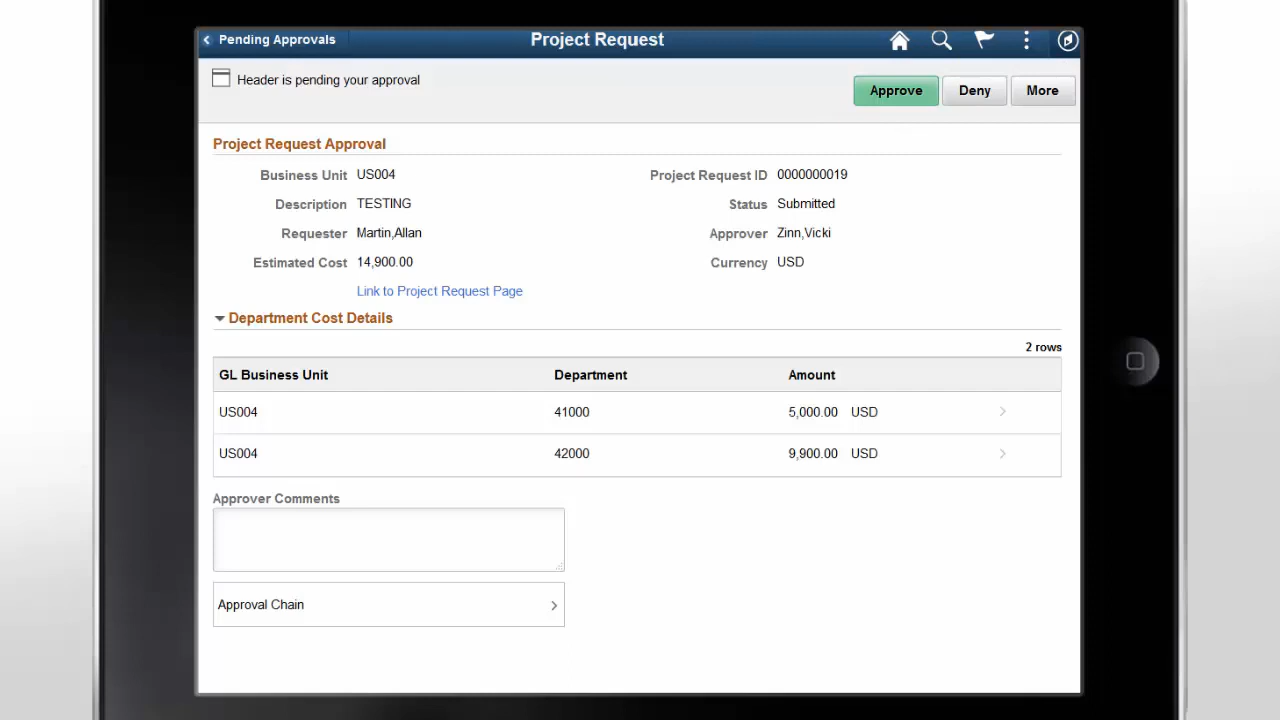 Pending Approvals
Project Request
Header is pending your approval
Approve Deny More
Project Request Approval
Business Unit US004 Project Request ID 0000000019
Description TESTING Status Submitted
Requester Martin,Allan Approver Zinn,Vicki
Estimated Cost 14,900.00 Currency USD
Link to Project Request Page
Department Cost Details
2 rows
GL Business Unit Department Amount
US004 41000 5,000.00 USD
US004 42000 9,900.00 USD
Approver Comments
Approval Chain